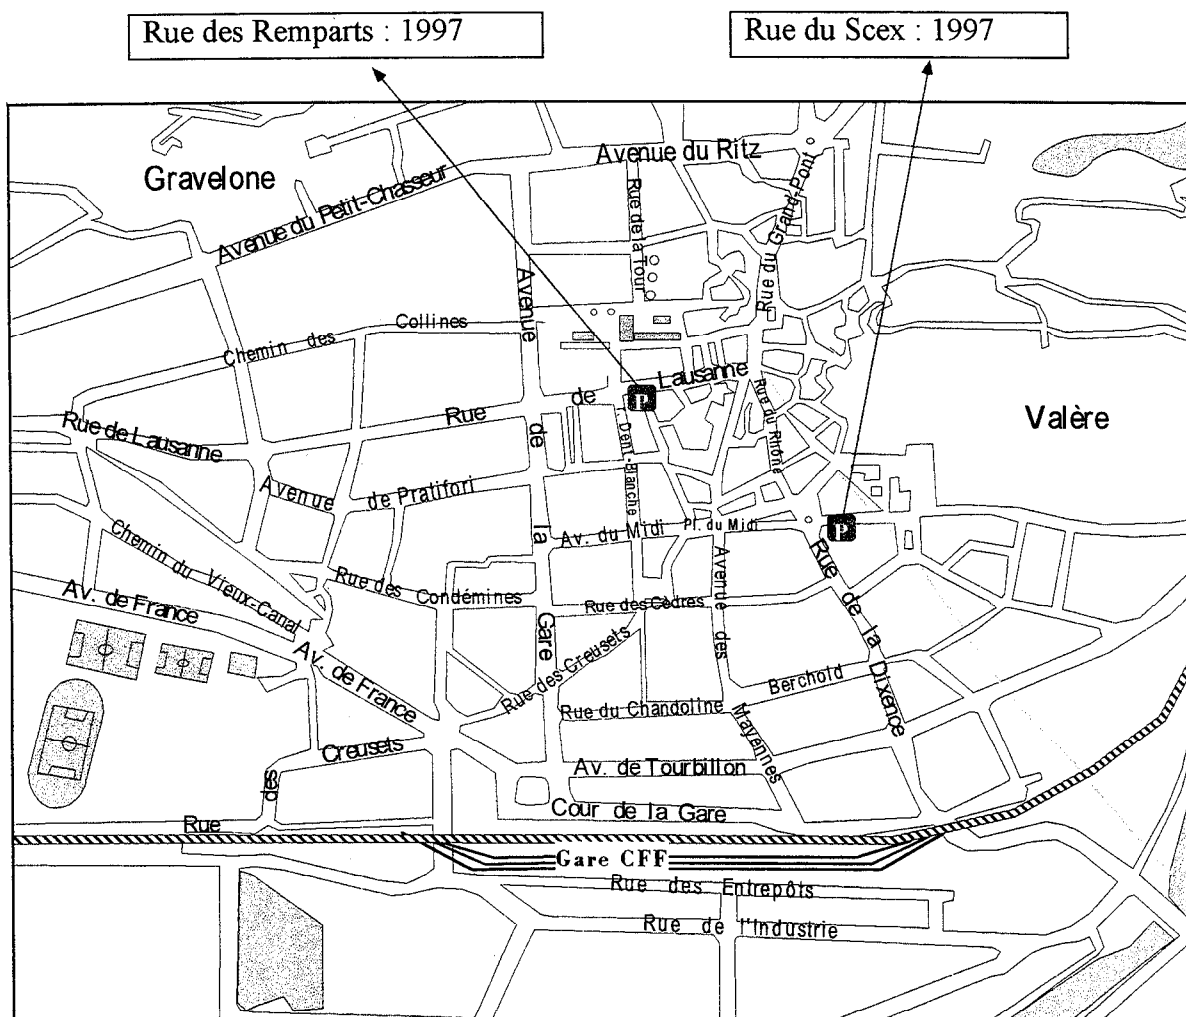 Rue des Remparts : 1997
Rue du Scex : 1997
Gravelone
Avenue du Petit-Chasseur
Avenue du Ritz
Rue de la Tour
Rue du Grand-Pont
Avenue
Chemin des Collines
Rue de Lausanne
P
Rue du Rhône
Valère
Rue de Lausanne
de
Dent-Blanche
Avenue de Pratifori
la
Av. du Midi
Pl. du Midi
P
Chemin du Vieux-Canal
Rue des Condémines
Rue des Cèdres
Avenue des
Rue de la Dixence
Av. de France
Gare
Rue des Creusets
Av. de France
Berchold
Rue du Chandoline
Mayennes
Creusets
des
Av. de Tourbillon
Cour de la Gare
Rue
Gare CFF
Rue des Entrepôts
Rue de l'Industrie